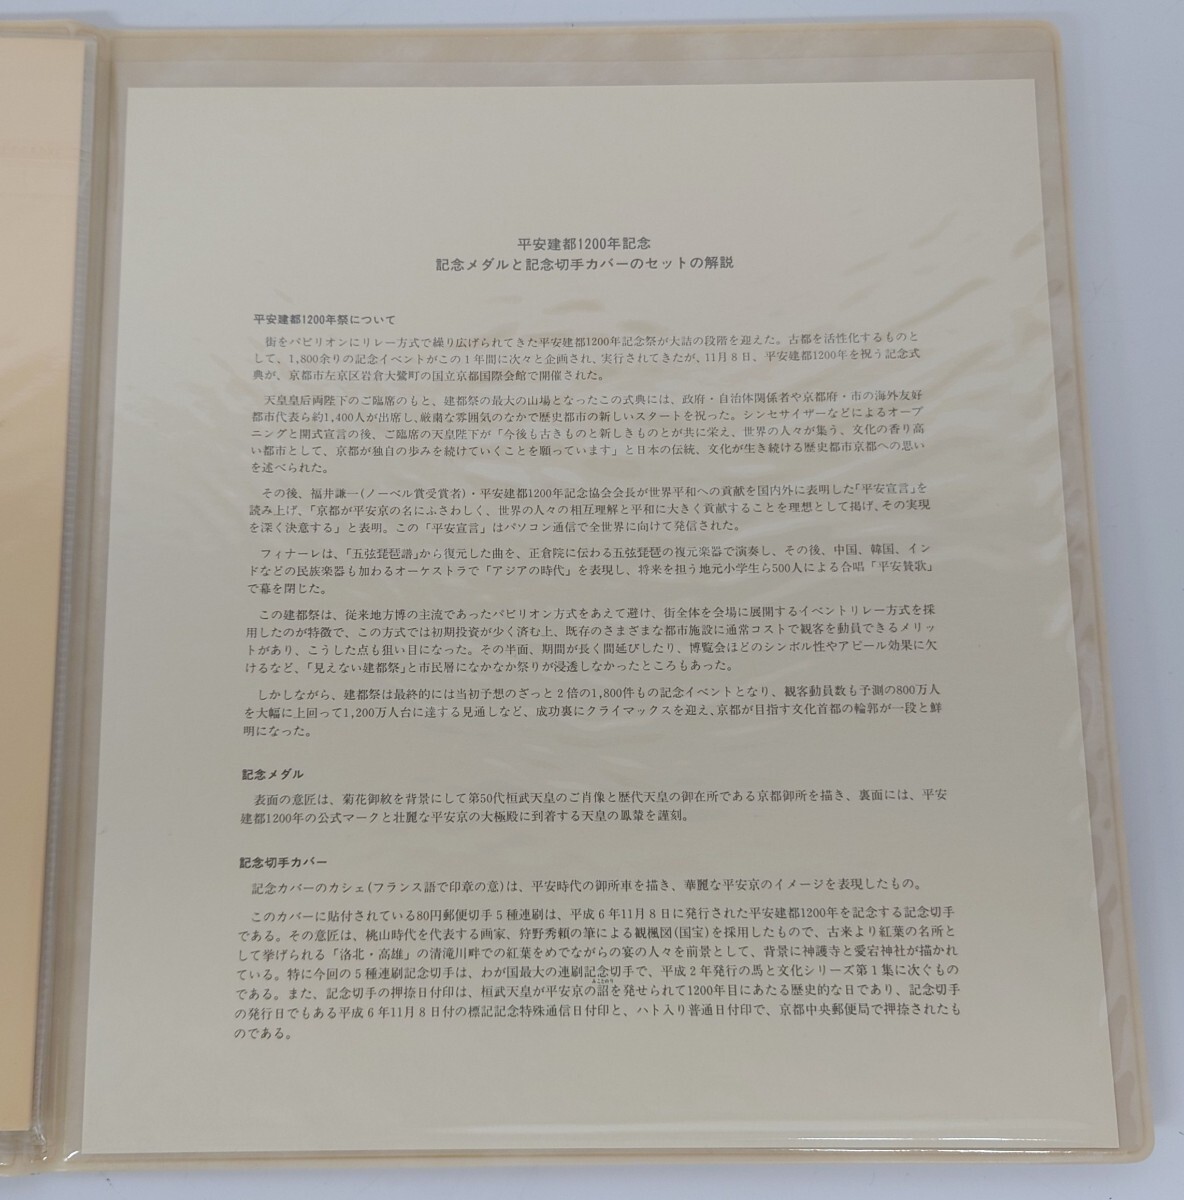 平安建都1200年記念
記念メダルと記念切手カバーのセットの解説
平安建都1200年祭について
街をパビリオンにリレー方式で繰り広げられてきた平安建都1200年記念祭が大詰の段階を迎えた。古都を活性化するものと
して、1,800余りの記念イベントがこの1年間に次々と企画され、実行されてきたが、11月8日、平安建都1200年を祝う記念式
典が、京都市左京区岩倉大鷺町の国立京都国際会館で開催された。
天皇皇后両陛下のご臨席のもと、建都祭の最大の山場となったこの式典には、政府・自治体関係者や京都府・市の海外友好
都市代表ら約1,400人が出席し、厳粛な雰囲気のなかで歴史都市の新しいスタートを祝った。シンセサイザーなどによるオープ
ニングと開式宣言の後、ご臨席の天皇陛下が「今後も古きものと新しきものとが共に栄え、世界の人々が集う、文化の香り高
い都市として、京都が独自の歩みを続けていくことを願っています」と日本の伝統、文化が生き続ける歴史都市京都への思い
を述べられた。
その後、福井謙一(ノーベル賞受賞者)・平安建都1200年記念協会会長が世界平和への貢献を国内外に表明した「平安宣言」を
読み上げ、「京都が平安京の名にふさわしく、世界の人々の相互理解と平和に大きく貢献することを理想として掲げ、その実現
を深く決意する」と表明。この「平安宣言」はパソコン通信で全世界に向けて発信された。
フィナーレは、「五弦琵琶譜」から復元した曲を、正倉院に伝わる五弦琵琶の複元楽器で演奏し、その後、中国、韓国、イン
ドなどの民族楽器も加わるオーケストラで「アジアの時代」を表現し、将来を担う地元小学生ら500人による合唱「平安賛歌」
で幕を閉じた。
この建都祭は、従来地方博の主流であったパビリオン方式をあえて避け、街全体を会場に展開するイベントリレー方式を採
用したのが特徴で、この方式では初期投資が少く済む上、既存のさまざまな都市施設に通常コストで観客を動員できるメリッ
トがあり、こうした点も狙い目になった。その半面、期間が長く間延びしたり、博覧会ほどのシンボル性やアピール効果に欠
けるなど、「見えない建都祭」と市民層になかなか祭りが浸透しなかったところもあった。
しかしながら、建都祭は最終的には当初予想のざっと2倍の1,800件もの記念イベントとなり、観客動員数も予測の800万人
を大幅に上回って1,200万人台に達する見通しなど、成功裏にクライマックスを迎え、京都が目指す文化首都の輪郭が一段と鮮
明になった。
記念メダル
表面の意匠は、菊花御紋を背景にして第50代桓武天皇のご肖像と歴代天皇の御在所である京都御所を描き、裏面には、平安
建都1200年の公式マークと壮麗な平安京の大極殿に到着する天皇の鳳輦を謹刻。
記念切手カバー
記念カバーのカシェ(フランス語で印章の意)は、平安時代の御所車を描き、華麗な平安京のイメージを表現したもの。
このカバーに貼付されている80円郵便切手5種連刷は、平成6年11月8日に発行された平安建都1200年を記念する記念切手
である。その意匠は、桃山時代を代表する画家、狩野秀頼の筆による観楓図(国宝)を採用したもので、古来より紅葉の名所と
して挙げられる「洛北・高雄」の清滝川畔での紅葉をめでながらの宴の人々を前景として、背景に神護寺と愛宕神社が描かれ
ている。特に今回の5種連刷記念切手は、わが国最大の連刷記念切手で、平成2年発行の馬と文化シリーズ第1集に次ぐもの
である。また、記念切手の押捺日付印は、桓武天皇が平安京の詔を発せられて1200年目にあたる歴史的な日であり、記念切手
の発行日でもある平成6年11月8日付の標記記念特殊通信日付印と、ハト入り普通日付印で、京都中央郵便局で押捺されたも
のである。